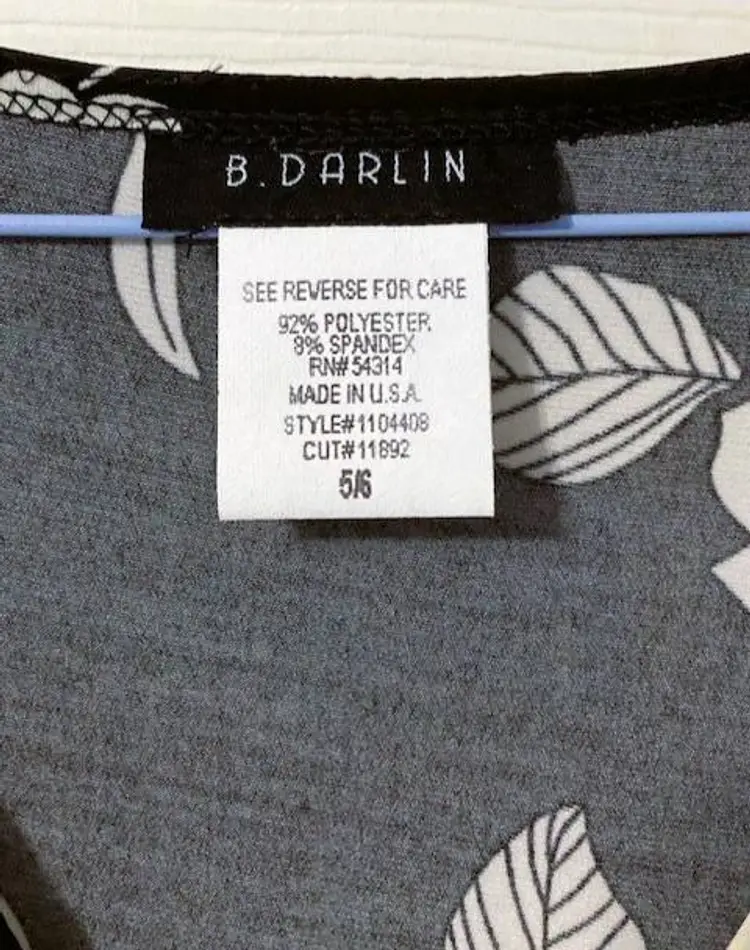 B.DARLIN
SEE REVERSE FOR CARE
92% POLYESTER
8% SPANDEX
RN# 54314
MADE IN U.S.A.
STYLE#1104408
CUT#11892
5/6